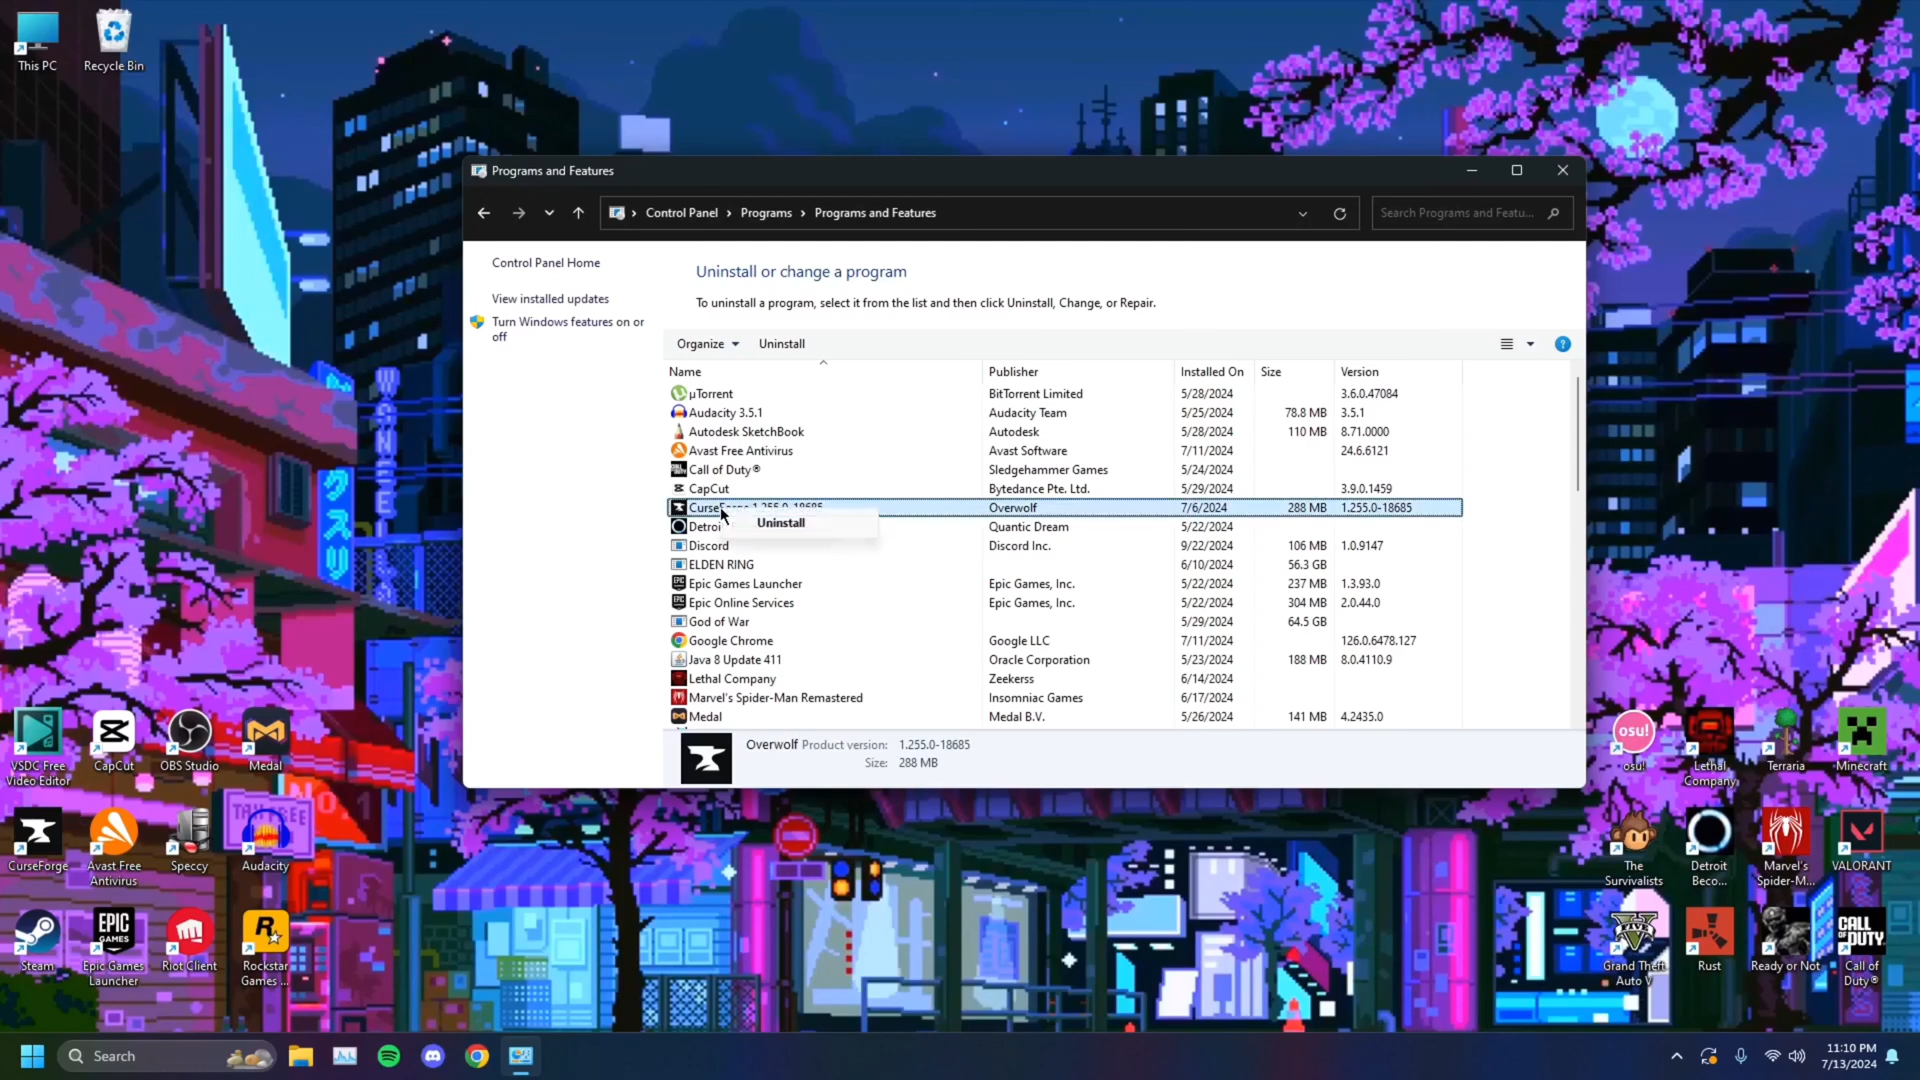 This PC
Recycle Bin
Programs and Features
Control Panel
Programs
Programs and Features
Search Programs and Featu...
Control Panel Home
View installed updates
Turn Windows features on or
off
Uninstall or change a program
To uninstall a program, select it from the list and then click Uninstall, Change, or Repair.
Organize
Uninstall
Name Publisher Installed On Size Version
µTorrent BitTorrent Limited 5/28/2024 3.6.0.47084
Audacity 3.5.1 Audacity Team 5/25/2024 78.8 MB 3.5.1
Autodesk SketchBook Autodesk 5/28/2024 110 MB 8.71.0000
Avast Free Antivirus Avast Software 7/11/2024 24.6.6121
Call of Duty® Sledgehammer Games 5/24/2024
CapCut Bytedance Pte. Ltd. 5/29/2024 3.9.0.1459
CurseForge 1.255.0-18685 Overwolf 7/6/2024 288 MB 1.255.0-18685
Uninstall
Detroi Quantic Dream 5/22/2024
Discord Discord Inc. 9/22/2024 106 MB 1.0.9147
ELDEN RING 6/10/2024 56.3 GB
Epic Games Launcher Epic Games, Inc. 5/22/2024 237 MB 1.3.93.0
Epic Online Services Epic Games, Inc. 5/22/2024 304 MB 2.0.44.0
God of War 5/29/2024 64.5 GB
Google Chrome Google LLC 7/11/2024 126.0.6478.127
Java 8 Update 411 Oracle Corporation 5/23/2024 188 MB 8.0.4110.9
Lethal Company Zeekerss 6/14/2024
Marvel's Spider-Man Remastered Insomniac Games 6/17/2024
Medal Medal B.V. 5/26/2024 141 MB 4.2435.0
Overwolf Product version: 1.255.0-18685
Size: 288 MB
クスリ
VSDC Free
Video Editor
CapCut
OBS Studio
Medal
CurseForge
Avast Free
Antivirus
Speccy
Audacity
Steam
EPIC
GAMES
Epic Games
Launcher
Riot Client
Rockstar
Games ...
osu!
osu!
Lethal
Company
Terraria
Minecraft
The
Survivalists
Detroit
Beco...
Marvel's
Spider-M...
VALORANT
FIVE
Grand Theft
Auto V
Rust
Ready or Not
CALL OF
DUTY
Call of
Duty®
Search
11:10 PM
7/13/2024